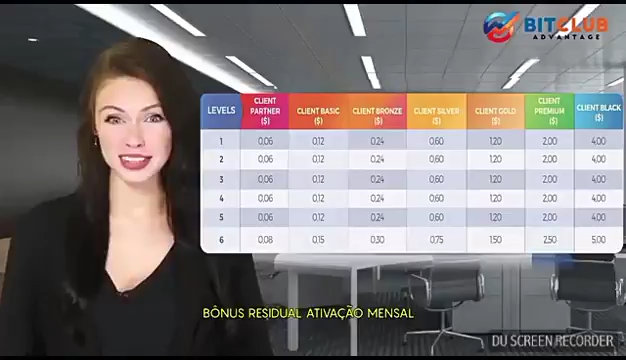 BITCLUB
ADVANTAGE
LEVELS CLIENT PARTNER ($) CLIENT BASIC ($) CLIENT BRONZE ($) CLIENT SILVER ($) CLIENT GOLD ($) CLIENT PREMIUM ($) CLIENT BLACK ($)
1 0,06 0,12 0,24 0,60 1,20 2,00 4,00
2 0,06 0,12 0,24 0,60 1,20 2,00 4,00
3 0,06 0,12 0,24 0,60 1,20 2,00 4,00
4 0,06 0,12 0,24 0,60 1,20 2,00 4,00
5 0,06 0,12 0,24 0,60 1,20 2,00 4,00
6 0,08 0,15 0,30 0,75 1,50 2,50 5,00
BÔNUS RESIDUAL ATIVAÇÃO MENSAL
DU SCREEN RECORDER